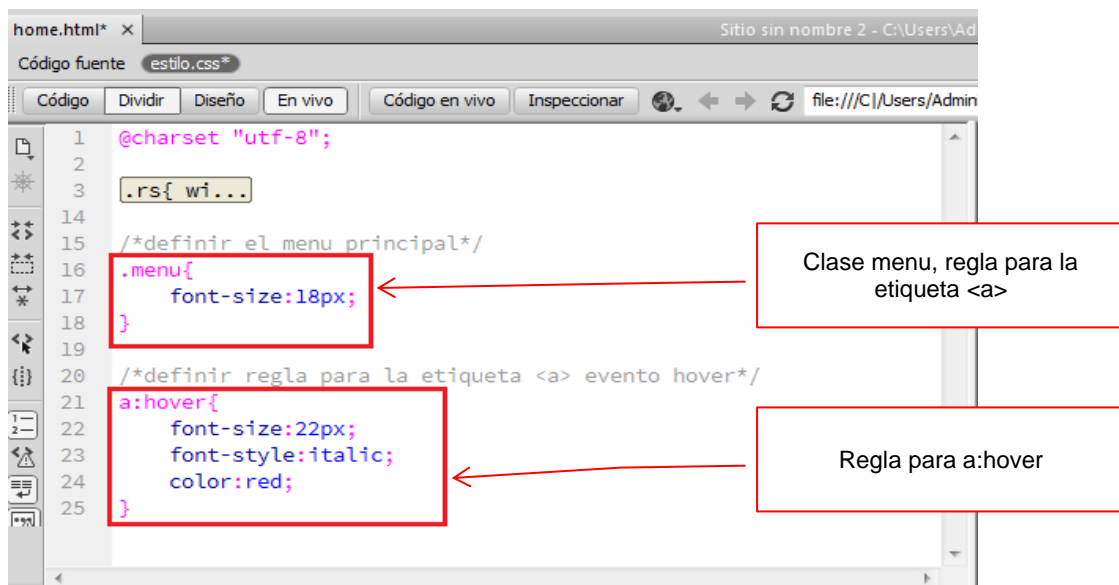 home.html* ×
Sitio sin nombre 2 - C:\Users\Ad
Código fuente estilo.css*
Código Dividir Diseño En vivo Código en vivo Inspeccionar file:///C|/Users/Admin
1 @charset "utf-8";
2
3 .rs{ wi...
14
15 /*definir el menu principal*/
16 .menu{
17 font-size:18px;
18 }
19
20 /*definir regla para la etiqueta <a> evento hover*/
21 a:hover{
22 font-size:22px;
23 font-style:italic;
24 color:red;
25 }
Clase menu, regla para la
etiqueta <a>
Regla para a:hover